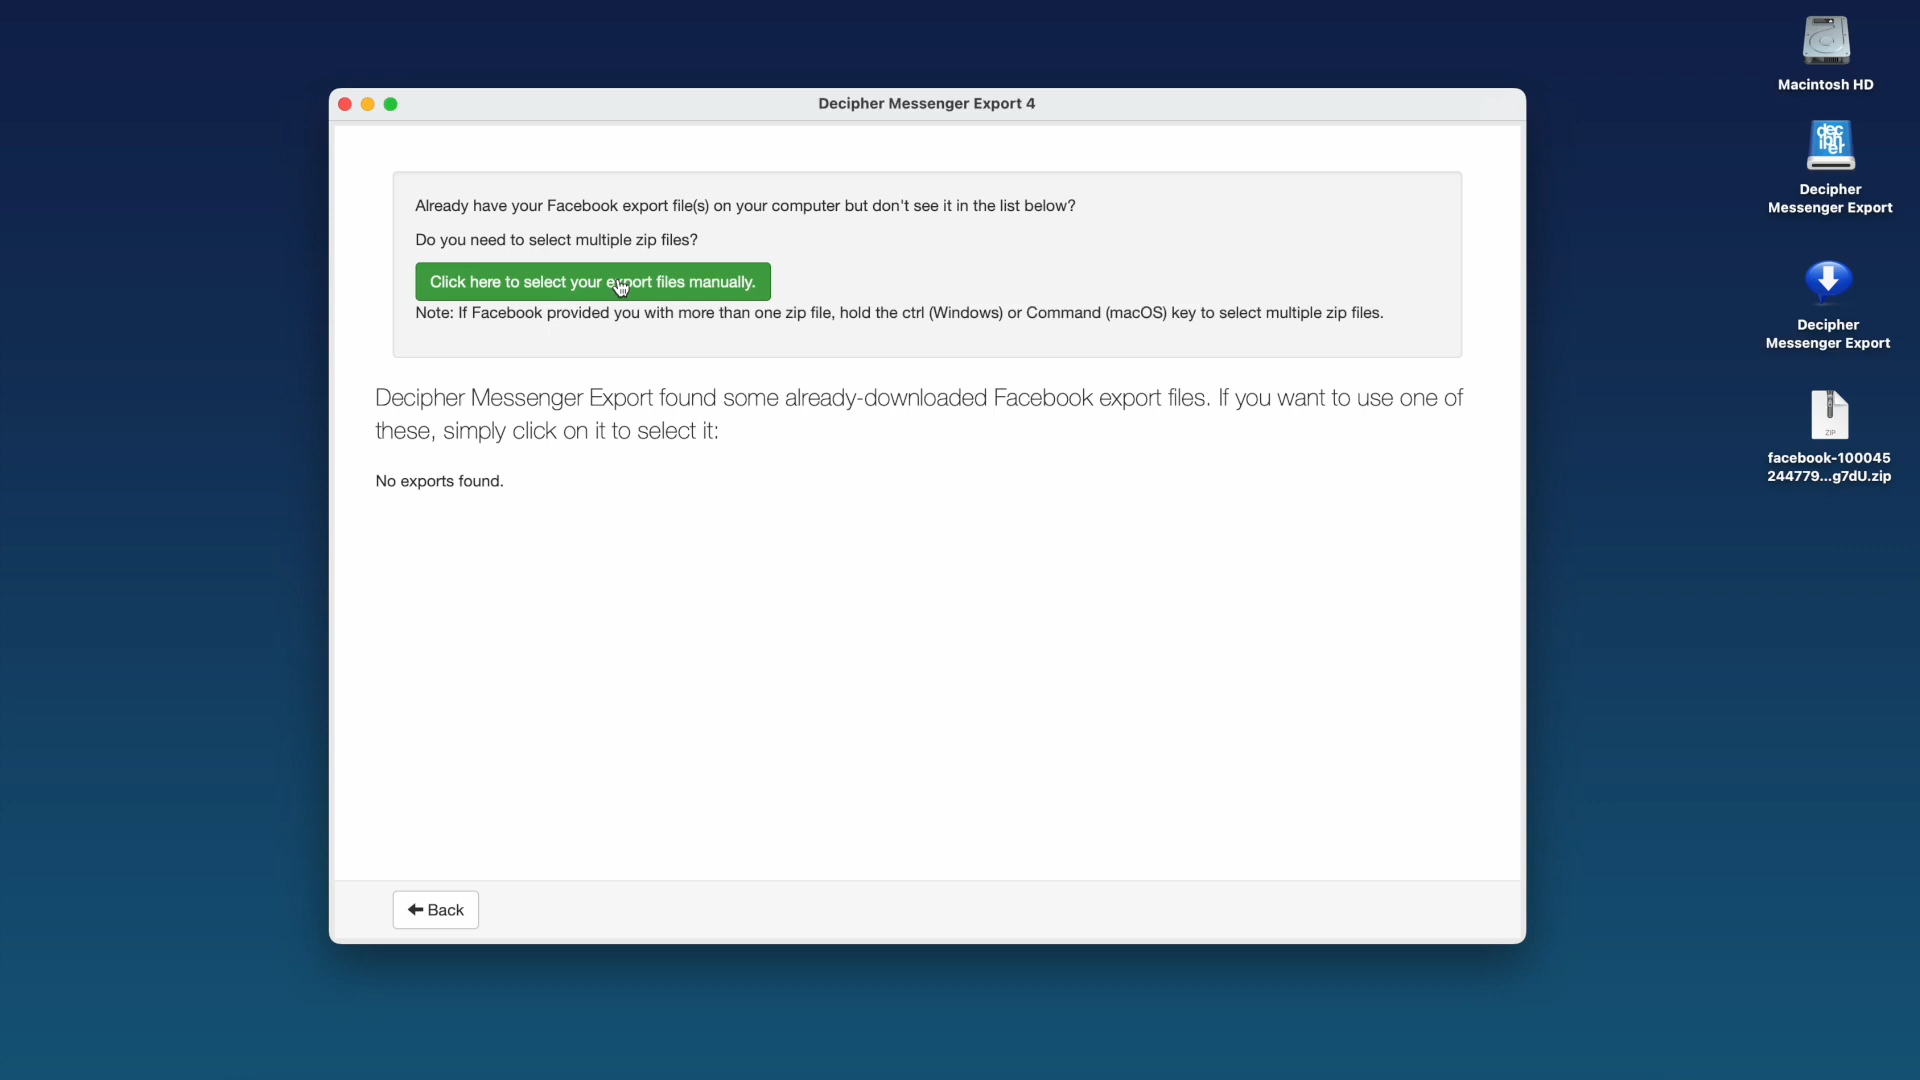 Decipher Messenger Export 4
Already have your Facebook export file(s) on your computer but don't see it in the list below?
Do you need to select multiple zip files?
Click here to select your export files manually.
Note: If Facebook provided you with more than one zip file, hold the ctrl (Windows) or Command (macOS) key to select multiple zip files.
Decipher Messenger Export found some already-downloaded Facebook export files. If you want to use one of
these, simply click on it to select it:
No exports found.
Back
Macintosh HD
dec
iph
er
Decipher
Messenger Export
Decipher
Messenger Export
ZIP
facebook-100045
244779...g7dU.zip